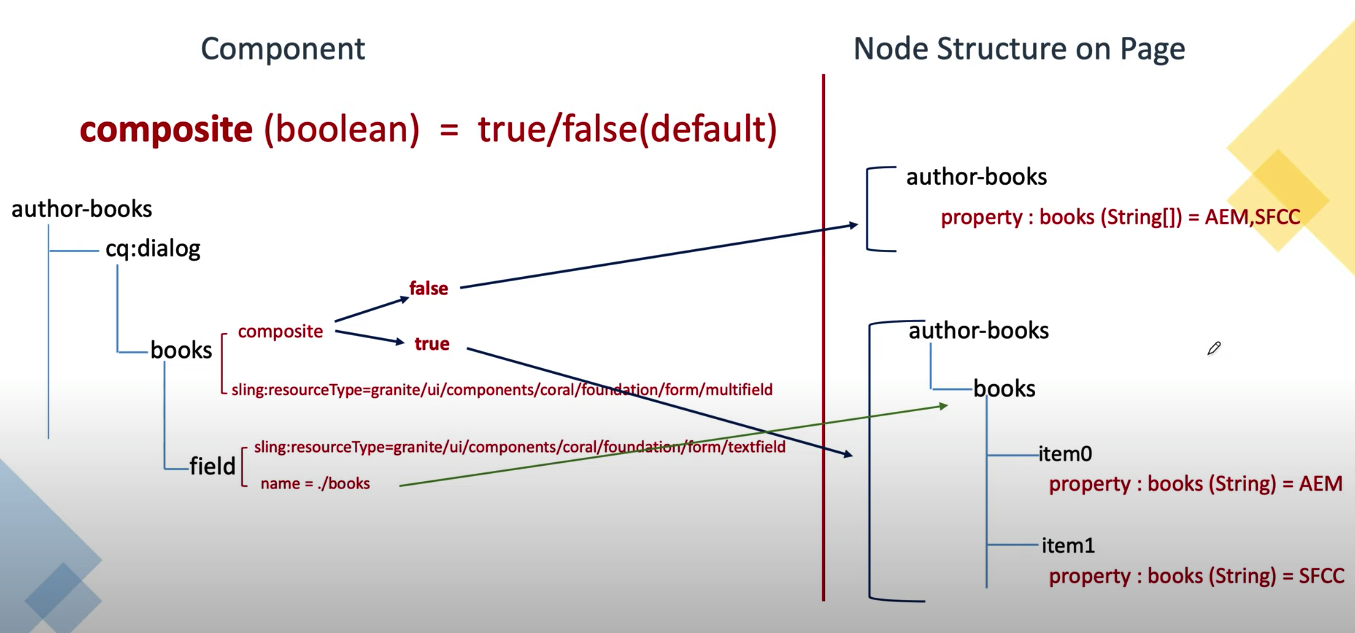 Component
Node Structure on Page
composite (boolean) = true/false(default)
author-books
cq:dialog
books
composite
false
true
sling:resourceType=granite/ui/components/coral/foundation/form/multifield
field
sling:resourceType=granite/ui/components/coral/foundation/form/textfield
name = ./books
author-books
property : books (String[]) = AEM,SFCC
author-books
books
item0
property : books (String) = AEM
item1
property : books (String) = SFCC